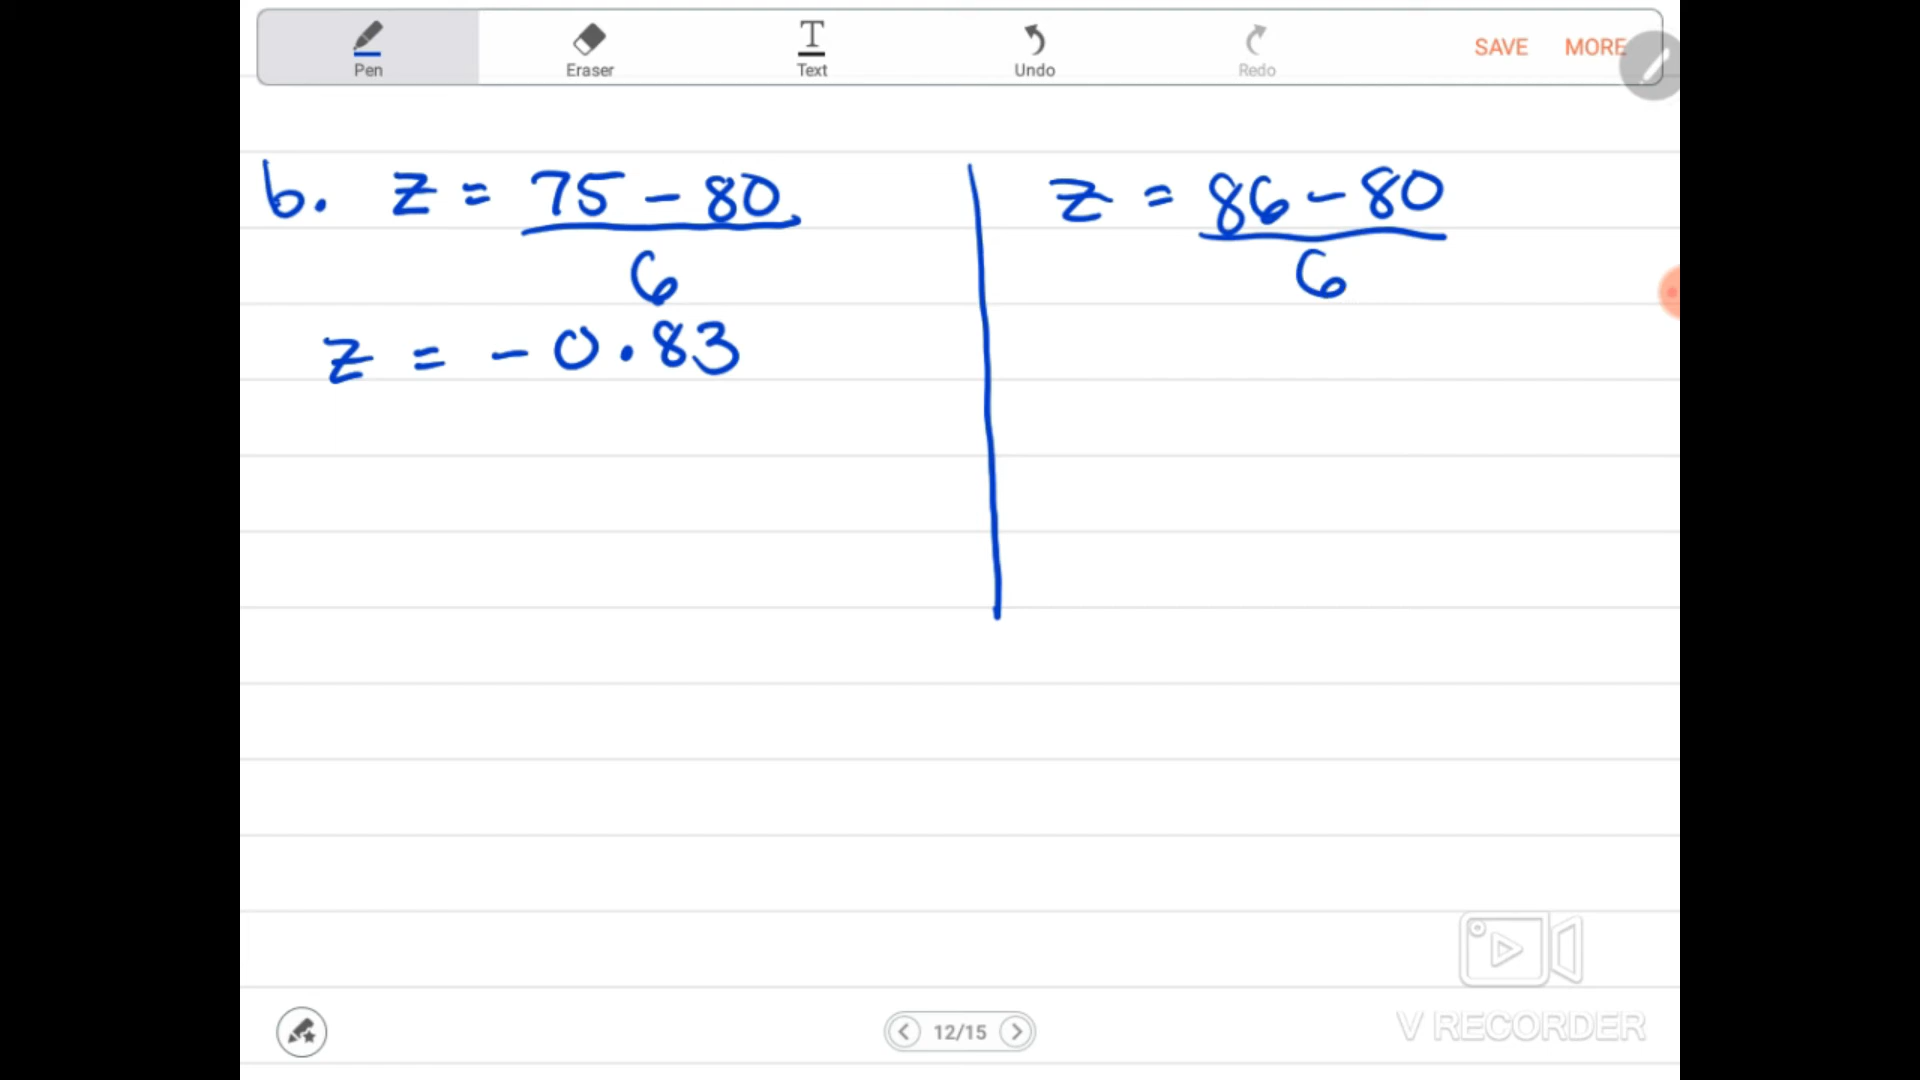 Pen
Eraser
Text
Undo
Redo
SAVE
MORE
b. z = 75 - 80
6
z = - 0.83
z = 86 - 80
6
12/15
V RECORDER